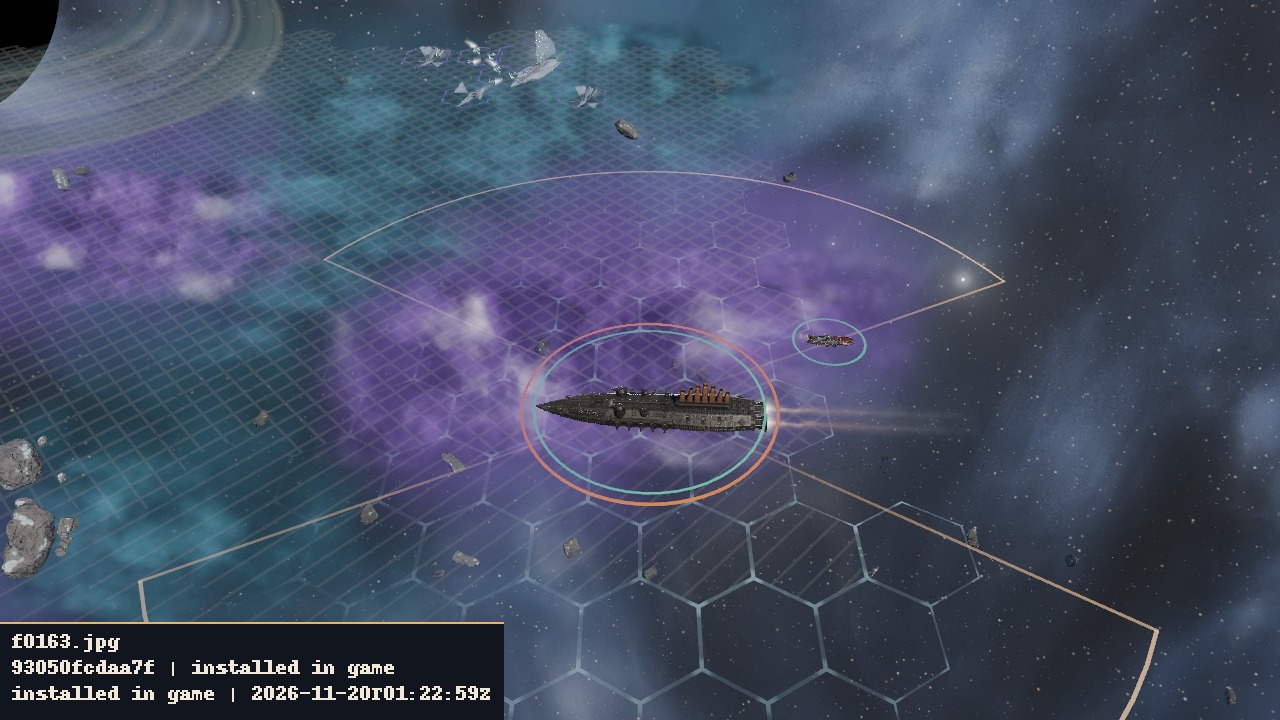 f0163.jpg
93050fcdaa7f | installed in game
installed in game | 2026-11-20T01:22:59Z